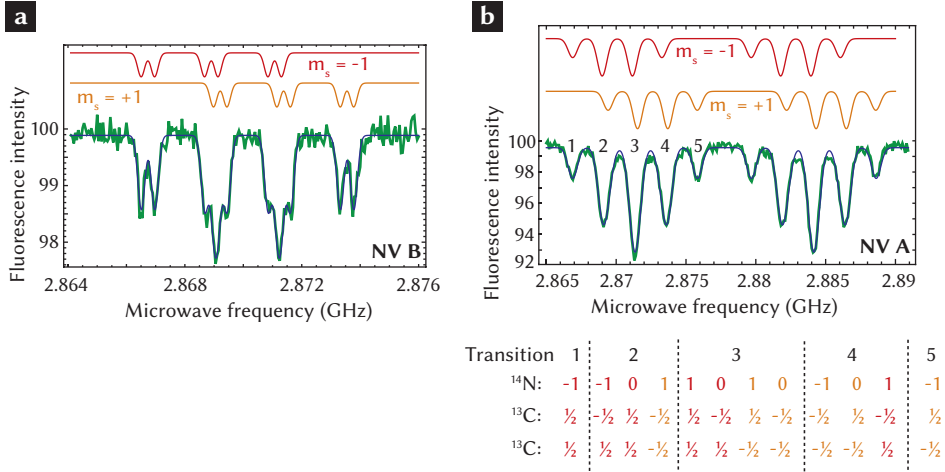 a
m_s = -1
m_s = +1
Fluorescence intensity
100
99
98
NV B
2.864
2.868
2.872
2.876
Microwave frequency (GHz)
b
m_s = -1
m_s = +1
Fluorescence intensity
100
98
96
94
92
1 2 3 4 5
NV A
2.865 2.87 2.875 2.88 2.885 2.89
Microwave frequency (GHz)
Transition 1 2 3 4 5
¹⁴N: -1 -1 0 1 1 0 1 0 -1 0 1 -1
¹³C: ½ -½ ½ -½ ½ -½ ½ -½ -½ ½ -½ ½
¹³C: ½ ½ ½ -½ ½ ½ -½ -½ -½ -½ ½ -½